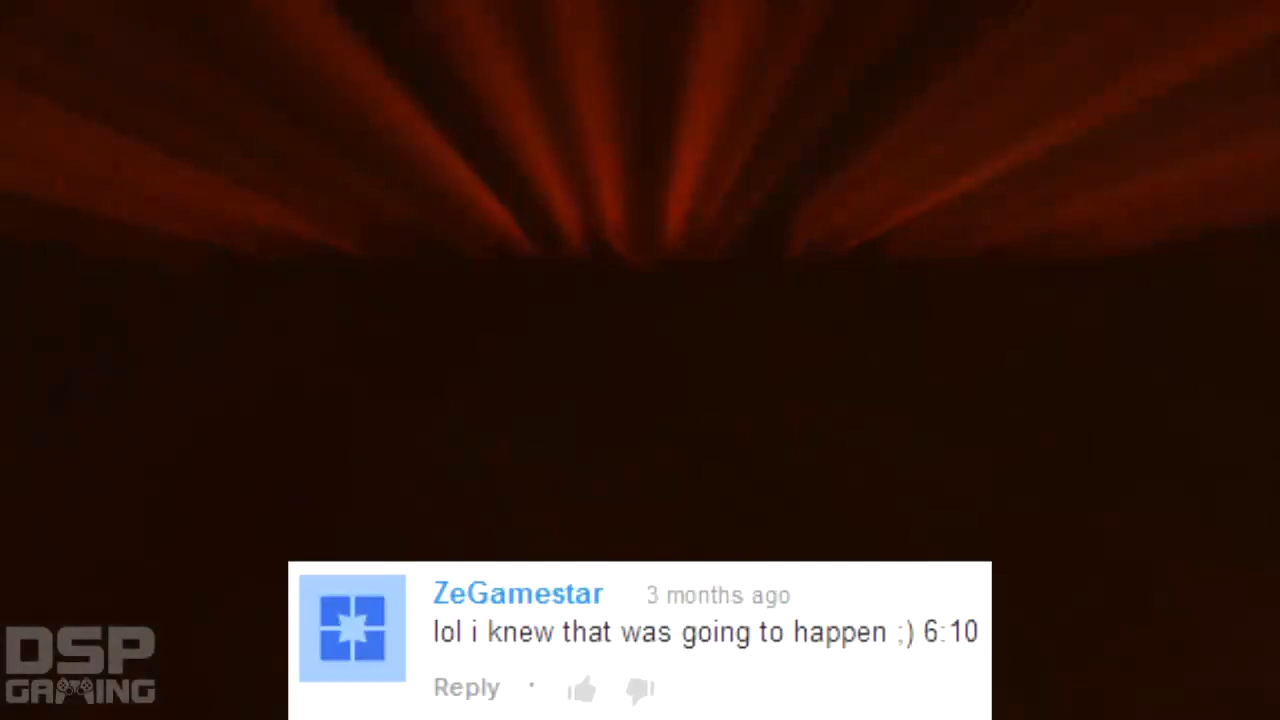 ZeGamestar 3 months ago
lol i knew that was going to happen ;) 6:10
Reply ·
DSP
GAMING